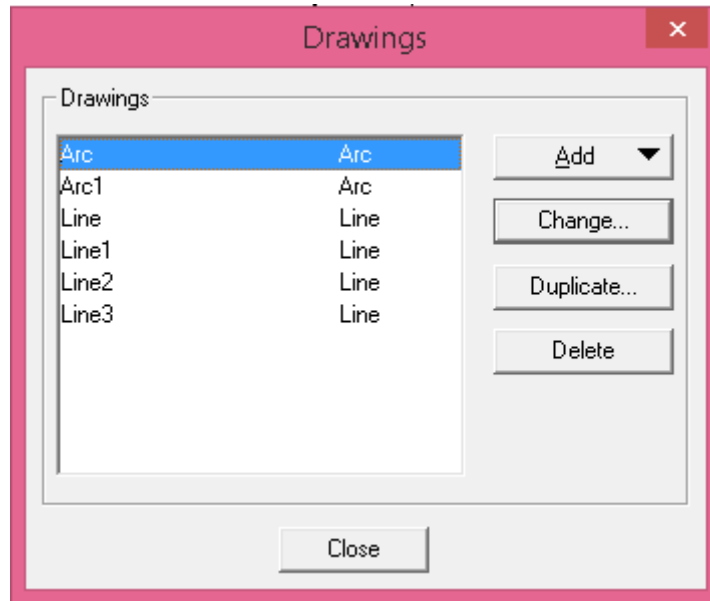 Drawings
Drawings
Arc Arc
Arc1 Arc
Line Line
Line1 Line
Line2 Line
Line3 Line
Add
Change...
Duplicate...
Delete
Close